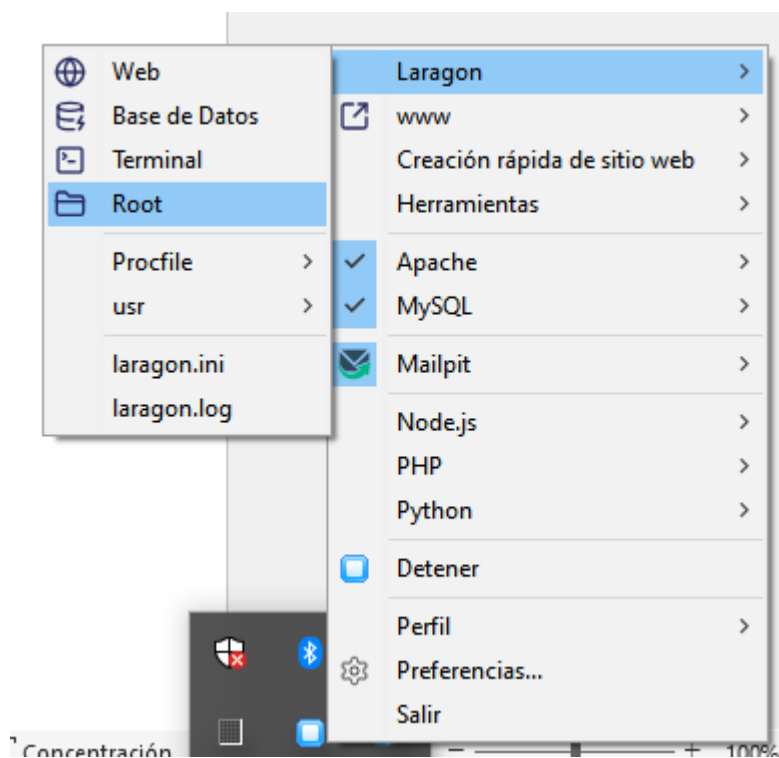 Web
Base de Datos
Terminal
Root
Procfile
usr
laragon.ini
laragon.log
Laragon
www
Creación rápida de sitio web
Herramientas
Apache
MySQL
Mailpit
Node.js
PHP
Python
Detener
Perfil
Preferencias...
Salir
Concentración
100%